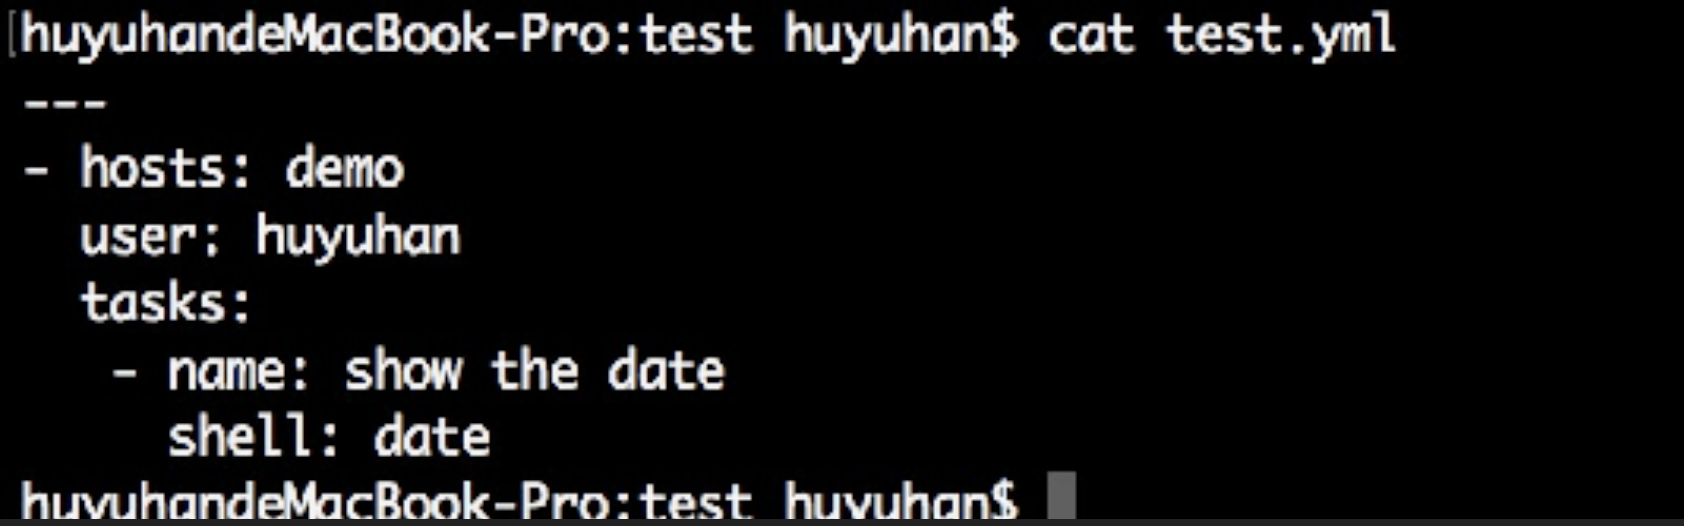 [huyuhandeMacBook-Pro:test huyuhan$ cat test.yml
---
- hosts: demo
  user: huyuhan
  tasks:
   - name: show the date
     shell: date
huyuhandeMacBook-Pro:test huyuhan$